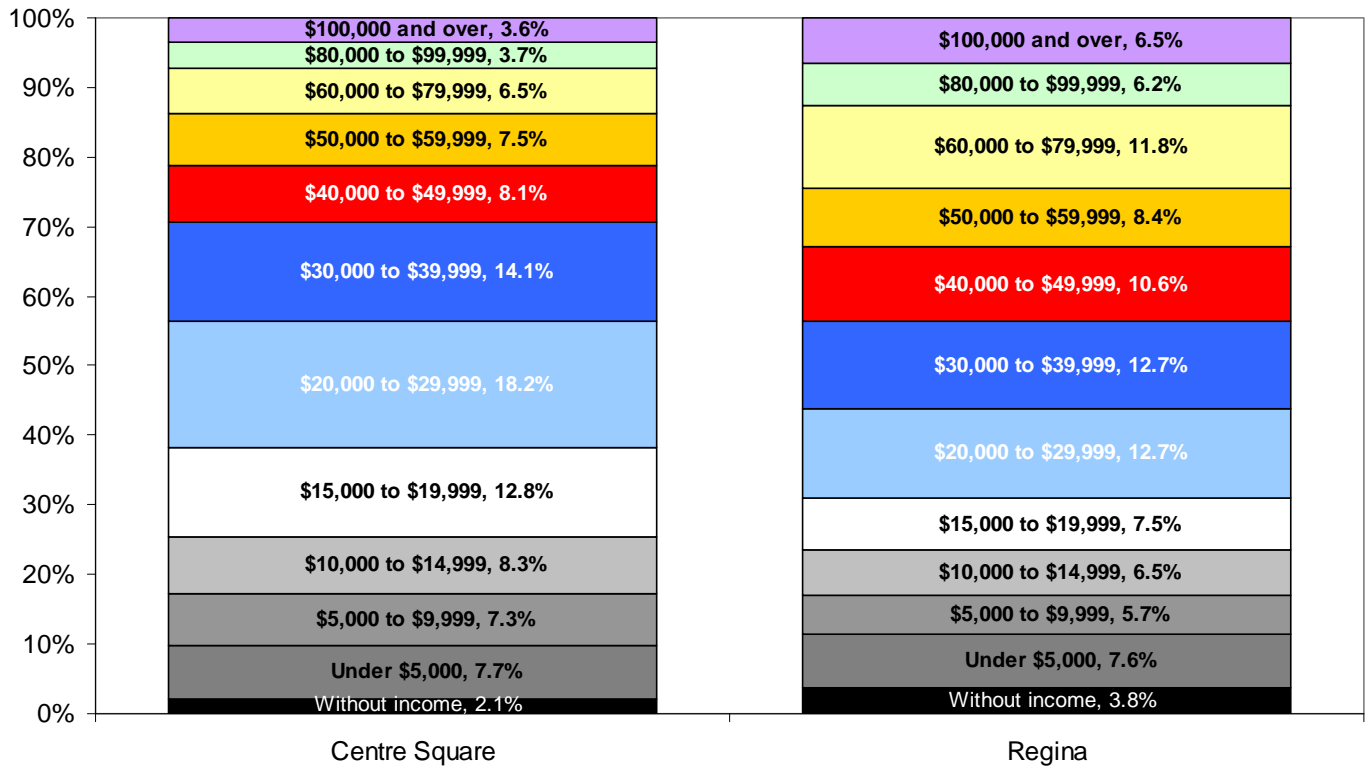 100%
90%
80%
70%
60%
50%
40%
30%
20%
10%
0%
$100,000 and over, 3.6%
$80,000 to $99,999, 3.7%
$60,000 to $79,999, 6.5%
$50,000 to $59,999, 7.5%
$40,000 to $49,999, 8.1%
$30,000 to $39,999, 14.1%
$20,000 to $29,999, 18.2%
$15,000 to $19,999, 12.8%
$10,000 to $14,999, 8.3%
$5,000 to $9,999, 7.3%
Under $5,000, 7.7%
Without income, 2.1%
$100,000 and over, 6.5%
$80,000 to $99,999, 6.2%
$60,000 to $79,999, 11.8%
$50,000 to $59,999, 8.4%
$40,000 to $49,999, 10.6%
$30,000 to $39,999, 12.7%
$20,000 to $29,999, 12.7%
$15,000 to $19,999, 7.5%
$10,000 to $14,999, 6.5%
$5,000 to $9,999, 5.7%
Under $5,000, 7.6%
Without income, 3.8%
Centre Square
Regina